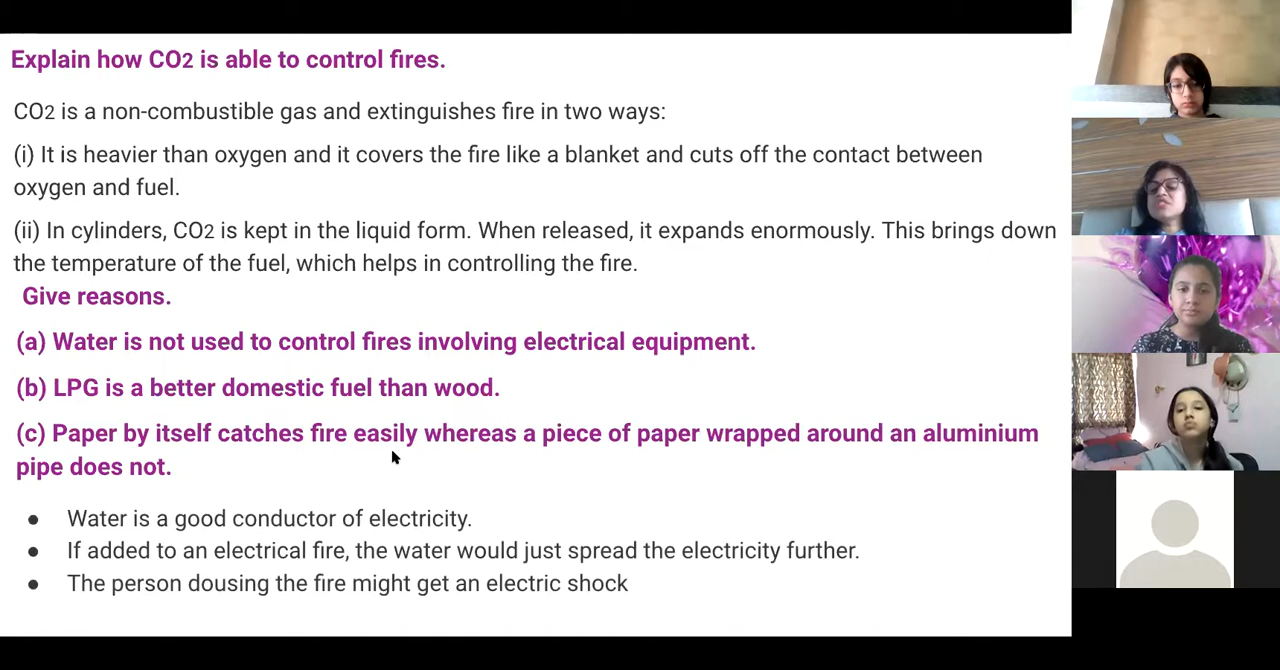 Explain how CO2 is able to control fires.
CO2 is a non-combustible gas and extinguishes fire in two ways:
(i) It is heavier than oxygen and it covers the fire like a blanket and cuts off the contact between
oxygen and fuel.
(ii) In cylinders, CO2 is kept in the liquid form. When released, it expands enormously. This brings down
the temperature of the fuel, which helps in controlling the fire.
Give reasons.
(a) Water is not used to control fires involving electrical equipment.
(b) LPG is a better domestic fuel than wood.
(c) Paper by itself catches fire easily whereas a piece of paper wrapped around an aluminium
pipe does not.
● Water is a good conductor of electricity.
● If added to an electrical fire, the water would just spread the electricity further.
● The person dousing the fire might get an electric shock